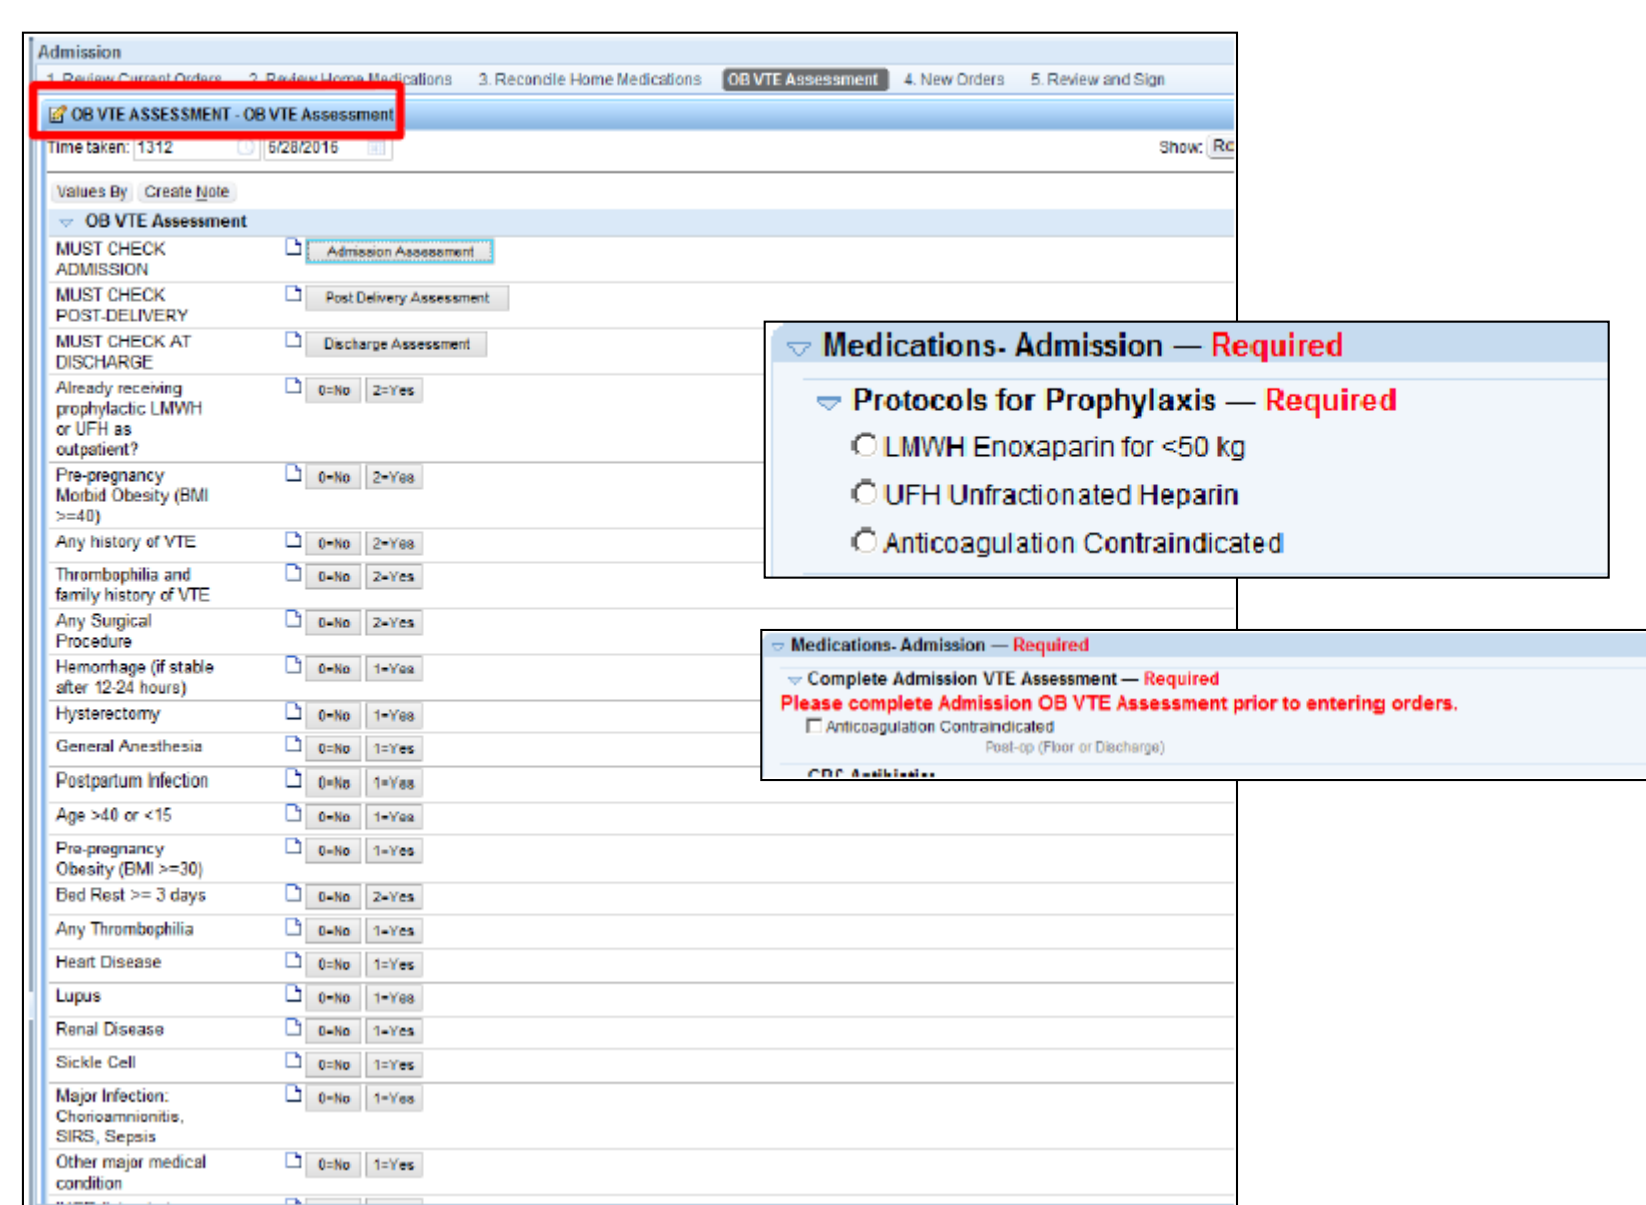 Admission
1. Review Current Orders 2. Review Home Medications 3. Reconcile Home Medications OB VTE Assessment 4. New Orders 5. Review and Sign
OB VTE ASSESSMENT - OB VTE Assessment
Time taken: 1312 6/28/2016 Show:
Values By Create Note
OB VTE Assessment
MUST CHECK
ADMISSION
Admission Assessment
MUST CHECK
POST-DELIVERY
Post Delivery Assessment
MUST CHECK AT
DISCHARGE
Discharge Assessment
Already receiving
prophylactic LMWH
or UFH as
outpatient?
0=No 2=Yes
Pre-pregnancy
Morbid Obesity (BMI
>=40)
0=No 2=Yes
Any history of VTE 0=No 2=Yes
Thrombophilia and
family history of VTE
0=No 2=Yes
Any Surgical
Procedure
0=No 2=Yes
Hemorrhage (if stable
after 12-24 hours)
0=No 1=Yes
Hysterectomy 0=No 1=Yes
General Anesthesia 0=No 1=Yes
Postpartum Infection 0=No 1=Yes
Age >40 or <15 0=No 1=Yes
Pre-pregnancy
Obesity (BMI >=30)
0=No 1=Yes
Bed Rest >= 3 days 0=No 2=Yes
Any Thrombophilia 0=No 1=Yes
Heart Disease 0=No 1=Yes
Lupus 0=No 1=Yes
Renal Disease 0=No 1=Yes
Sickle Cell 0=No 1=Yes
Major Infection:
Chorioamnionitis,
SIRS, Sepsis
0=No 1=Yes
Other major medical
condition
0=No 1=Yes
Medications- Admission — Required
Protocols for Prophylaxis — Required
LMWH Enoxaparin for <50 kg
UFH Unfractionated Heparin
Anticoagulation Contraindicated
Medications- Admission — Required
Complete Admission VTE Assessment — Required
Please complete Admission OB VTE Assessment prior to entering orders.
Anticoagulation Contraindicated
Post-op (Floor or Discharge)